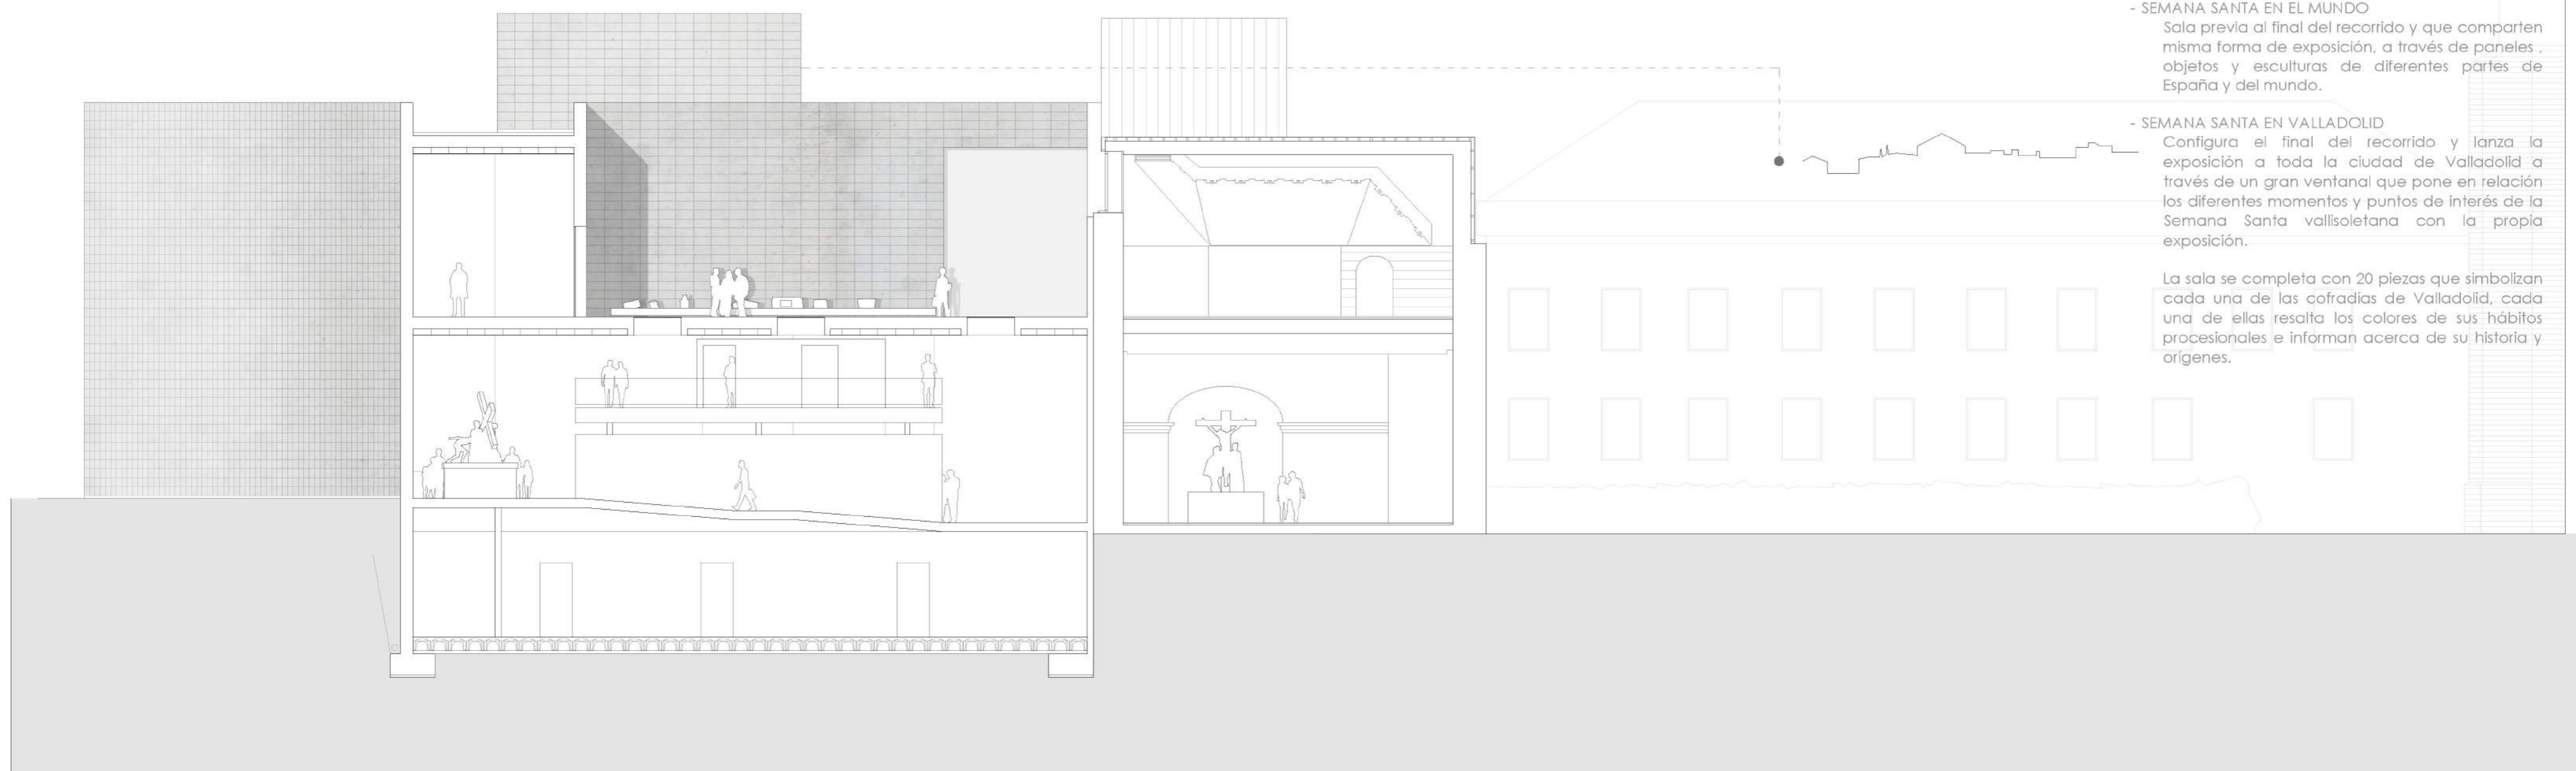 - SEMANA SANTA EN EL MUNDO
Sala previa al final del recorrido y que comparten
misma forma de exposición, a través de paneles ,
objetos y esculturas de diferentes partes de
España y del mundo.
- SEMANA SANTA EN VALLADOLID
Configura el final del recorrido y lanza la
exposición a toda la ciudad de Valladolid a
través de un gran ventanal que pone en relación
los diferentes momentos y puntos de interés de la
Semana Santa vallisoletana con la propia
exposición.
La sala se completa con 20 piezas que simbolizan
cada una de las cofradías de Valladolid, cada
una de ellas resalta los colores de sus hábitos
procesionales e informan acerca de su historia y
orígenes.